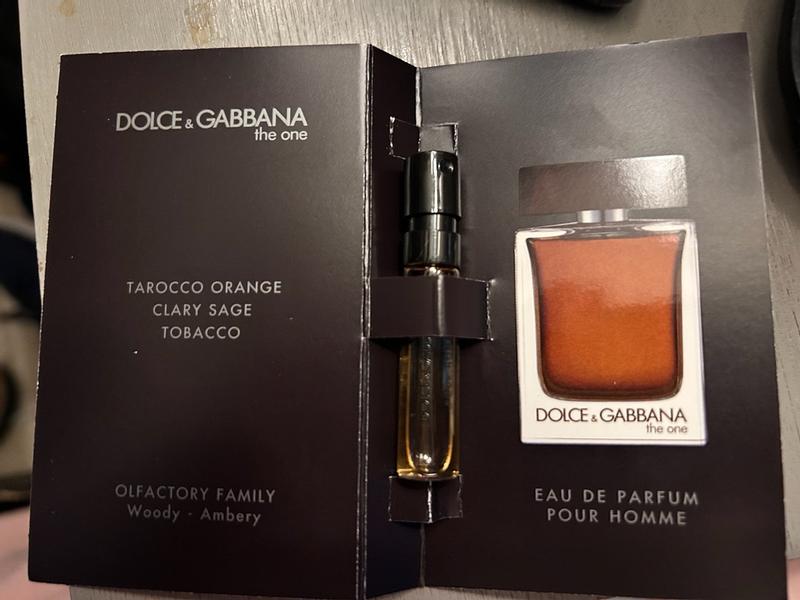 DOLCE & GABBANA
the one
TAROCCO ORANGE
CLARY SAGE
TOBACCO
OLFACTORY FAMILY
Woody - Ambery
DOLCE & GABBANA
the one
EAU DE PARFUM
POUR HOMME